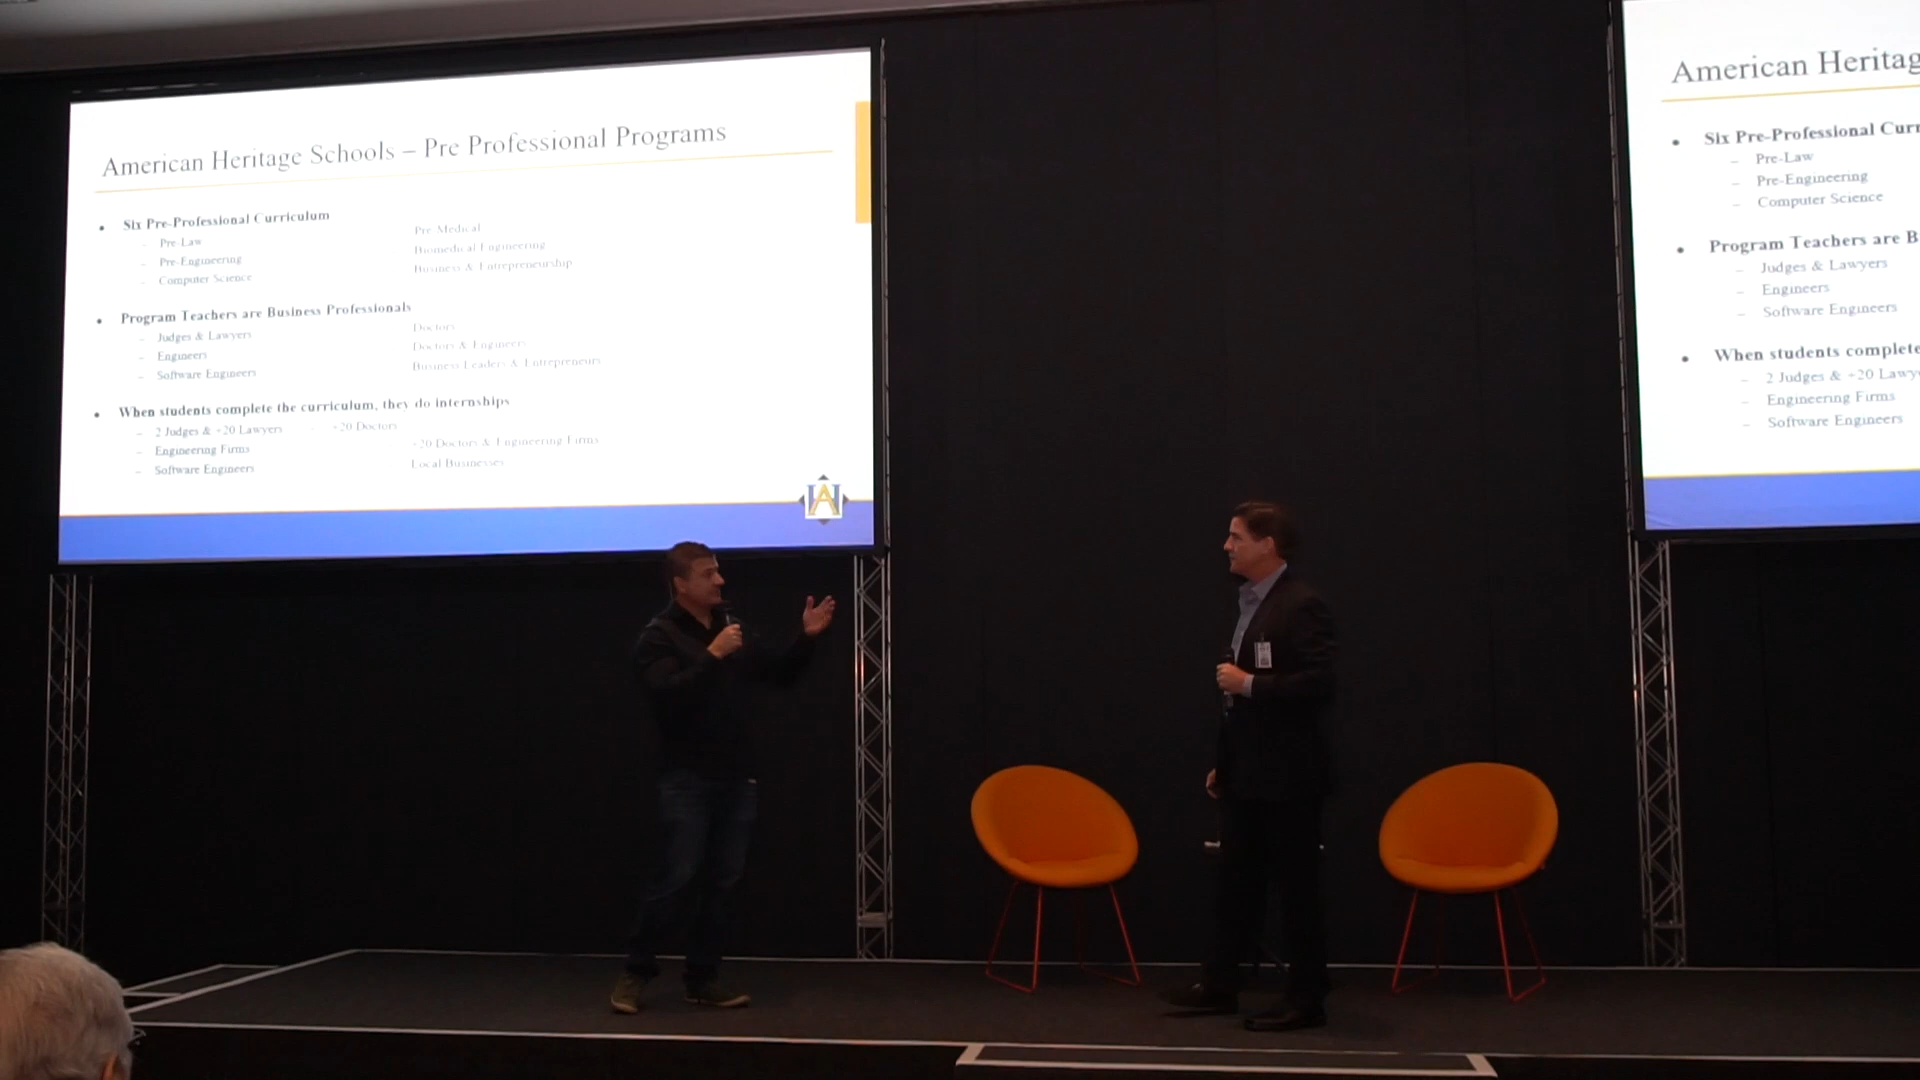 American Heritage Schools – Pre Professional Programs
• Six Pre-Professional Curriculum
– Pre-Law
Pre Medical
– Pre-Engineering
Biomedical Engineering
– Computer Science
Business & Entrepreneurship
• Program Teachers are Business Professionals
– Judges & Lawyers
Doctors
– Engineers
Doctors & Engineers
– Software Engineers
Business Leaders & Entrepreneurs
• When students complete the curriculum, they do internships
– 2 Judges & +20 Lawyers - +20 Doctors
– Engineering Firms
+20 Doctors & Engineering Firms
– Software Engineers
Local Businesses
American Heritag
• Six Pre-Professional Curr
– Pre-Law
– Pre-Engineering
– Computer Science
• Program Teachers are B
– Judges & Lawyers
– Engineers
– Software Engineers
• When students complete
– 2 Judges & +20 Lawy
– Engineering Firms
– Software Engineers